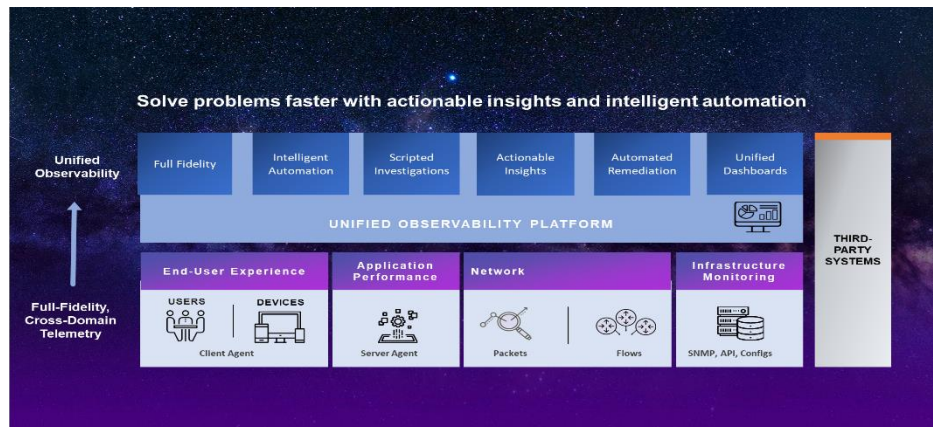 Solve problems faster with actionable insights and intelligent automation
Unified
Observability
Full Fidelity
Intelligent
Automation
Scripted
Investigations
Actionable
Insights
Automated
Remediation
Unified
Dashboards
UNIFIED OBSERVABILITY PLATFORM
THIRD-
PARTY
SYSTEMS
End-User Experience
Application
Performance
Network
Infrastructure
Monitoring
Full-Fidelity,
Cross-Domain
Telemetry
USERS
DEVICES
Client Agent
Server Agent
Packets
Flows
SNMP, API, Configs